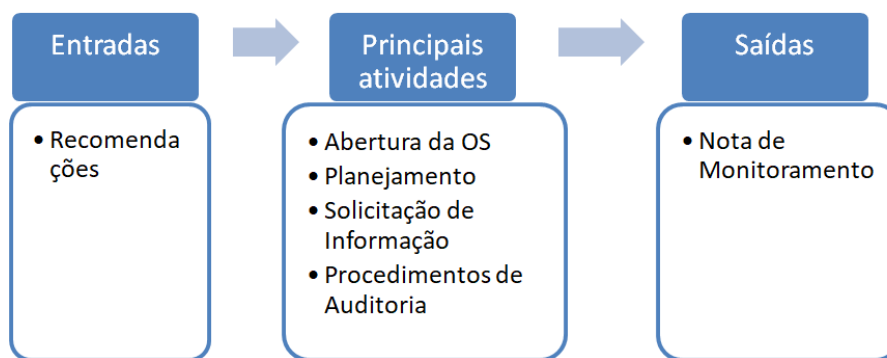 Entradas
• Recomenda
ções
Principais
atividades
• Abertura da OS
• Planejamento
• Solicitação de
Informação
• Procedimentos de
Auditoria
Saídas
• Nota de
Monitoramento